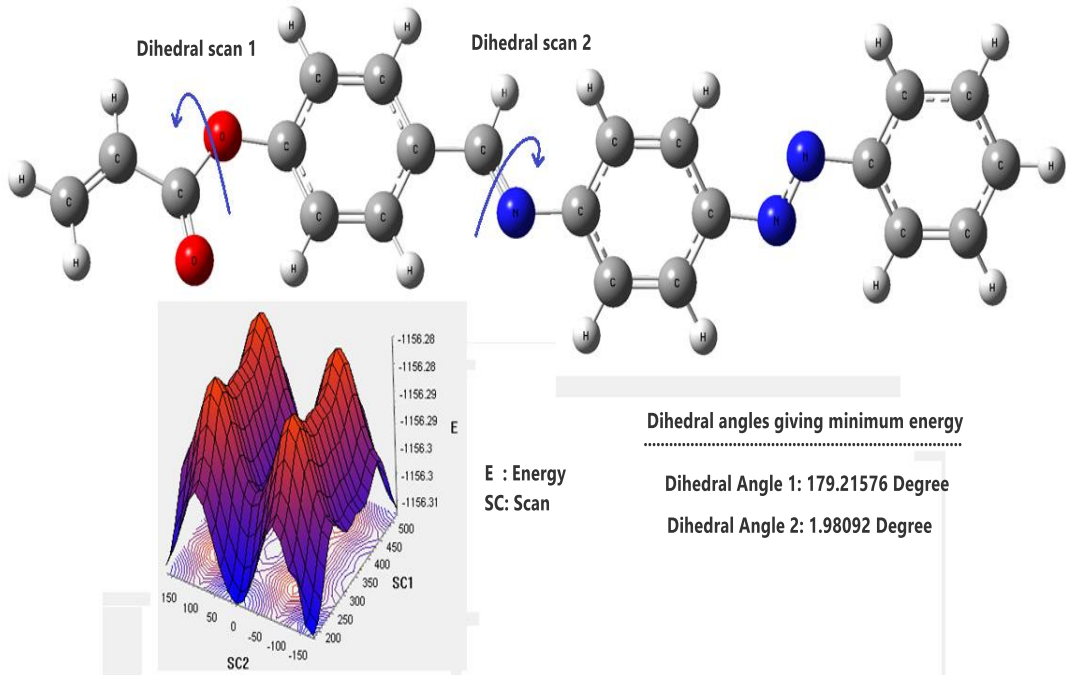 Dihedral scan 1
Dihedral scan 2
H
H
H
H
H
H
H
C
C
C
C
H
H
C
C
N
C
C
C
C
C
C
H
H
C
O
C
C
C
C
C
C
C
N
N
C
C
C
H
C
C
C
C
O
H
H
H
C
C
H
H
H
H
-1156.28
-1156.28
-1156.29
-1156.29
E
-1156.3
-1156.3
-1156.31
500
450
400
350
300
250
200
SC1
150
100
50
0
-50
-100
-150
SC2
E : Energy
SC: Scan
Dihedral angles giving minimum energy
Dihedral Angle 1: 179.21576 Degree
Dihedral Angle 2: 1.98092 Degree